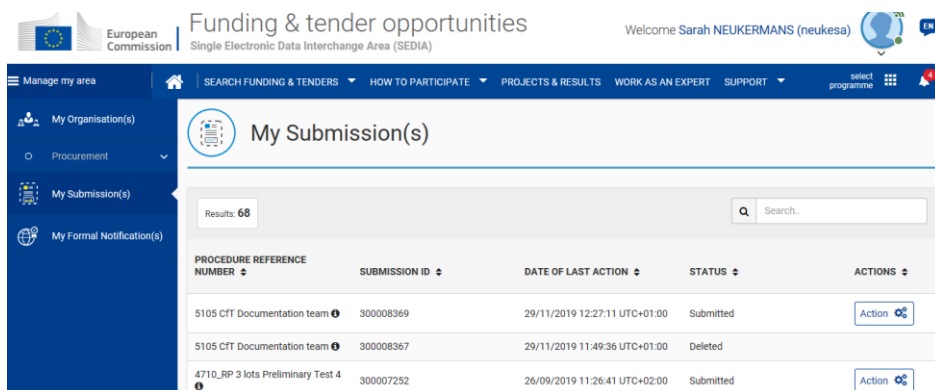 European
Commission
Funding & tender opportunities
Single Electronic Data Interchange Area (SEDIA)
Welcome Sarah NEUKERMANS (neukesa)
EN
Manage my area
SEARCH FUNDING & TENDERS HOW TO PARTICIPATE PROJECTS & RESULTS WORK AS AN EXPERT SUPPORT
select
programme
4
My Organisation(s)
Procurement
My Submission(s)
My Formal Notification(s)
My Submission(s)
Results: 68
Search..
PROCEDURE REFERENCE
NUMBER SUBMISSION ID DATE OF LAST ACTION STATUS ACTIONS
5105 CfT Documentation team 300008369 29/11/2019 12:27:11 UTC+01:00 Submitted Action
5105 CfT Documentation team 300008367 29/11/2019 11:49:36 UTC+01:00 Deleted
4710_RP 3 lots Preliminary Test 4 300007252 26/09/2019 11:26:41 UTC+02:00 Submitted Action